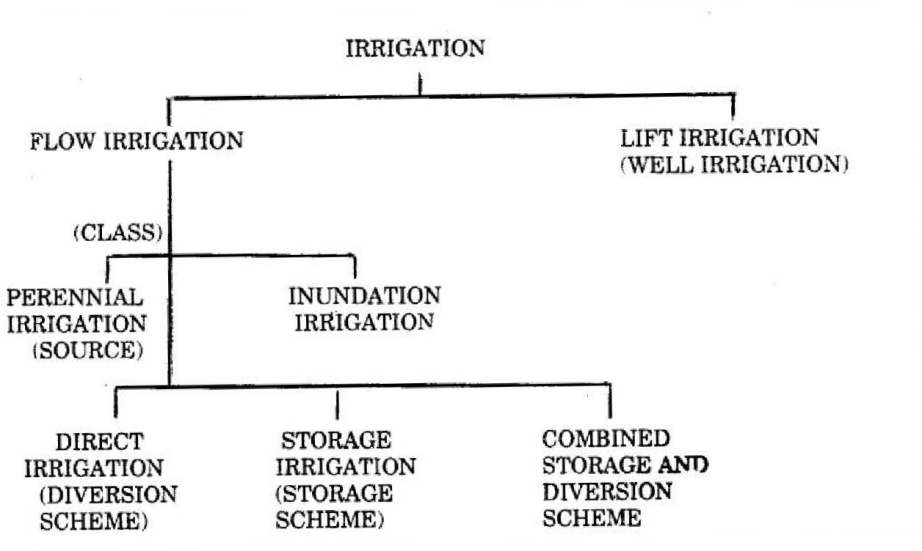 IRRIGATION
FLOW IRRIGATION
LIFT IRRIGATION
(WELL IRRIGATION)
(CLASS)
PERENNIAL
IRRIGATION
(SOURCE)
INUNDATION
IRRIGATION
DIRECT
IRRIGATION
(DIVERSION
SCHEME)
STORAGE
IRRIGATION
(STORAGE
SCHEME)
COMBINED
STORAGE AND
DIVERSION
SCHEME